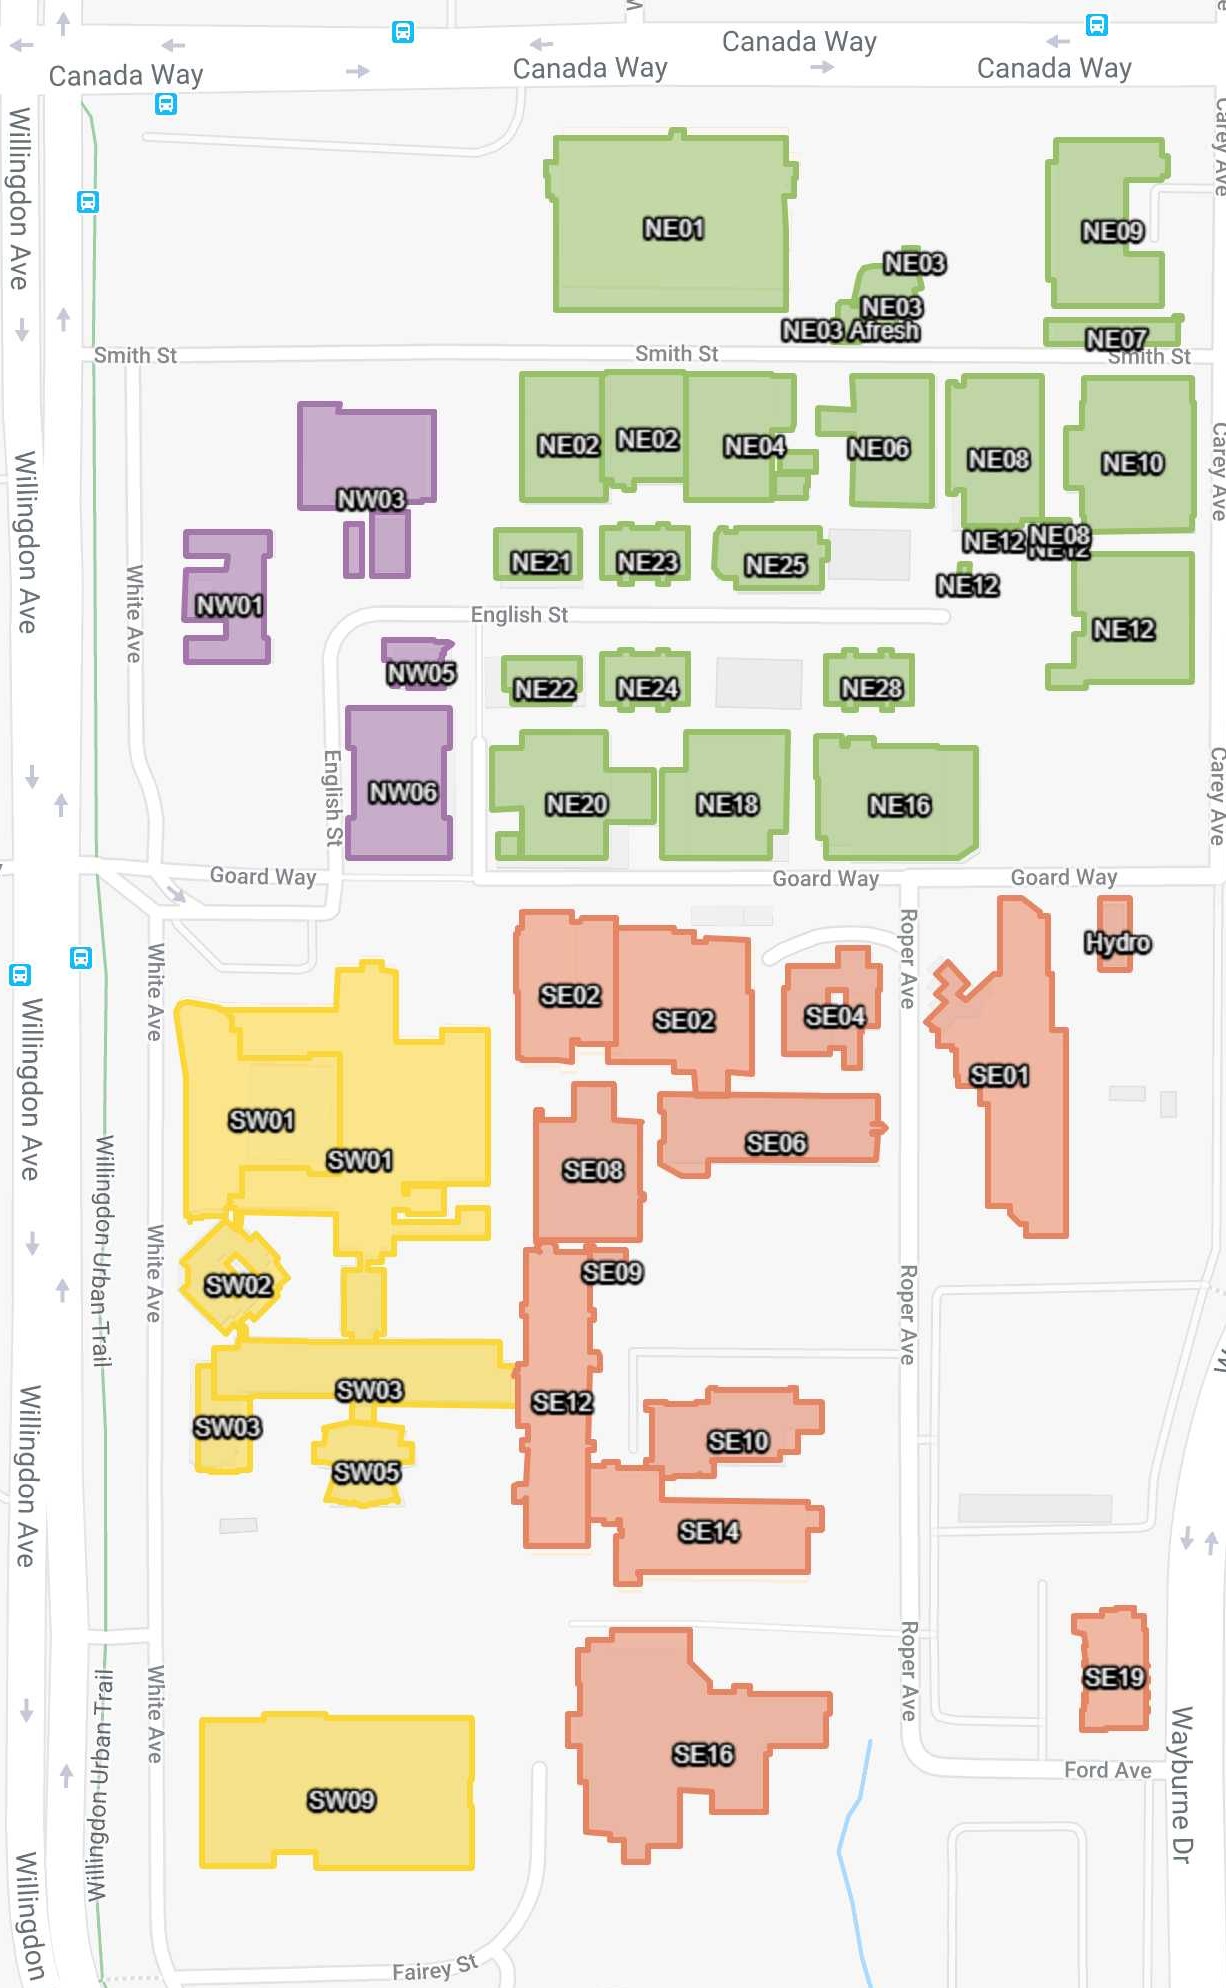 Canada Way
Canada Way
Canada Way
Canada Way
Willingdon Ave
Carey Ave
NE01
NE09
NE03
NE03
NE03 Afresh
NE07
Smith St
Smith St
Smith St
NE02
NE02
NE04
NE06
NE08
NE10
NW03
Willingdon Ave
Carey Ave
NE21
NE23
NE25
NE12
NE08
NE12
NE12
White Ave
NW01
English St
NE12
NW05
NE22
NE24
NE28
English St
NW06
NE20
NE18
NE16
Carey Ave
Goard Way
Goard Way
Goard Way
White Ave
Roper Ave
Hydro
SE02
SE02
SE04
SE01
Willingdon Ave
SW01
SW01
SE06
SE08
Willingdon Urban Trail
White Ave
SW02
SE09
Roper Ave
SW03
SW03
SE12
SE10
SW05
Willingdon Ave
SE14
Willingdon Urban Trail
White Ave
Roper Ave
SE19
SE16
Ford Ave
Wayburne Dr
SW09
Willingdon
Fairey St